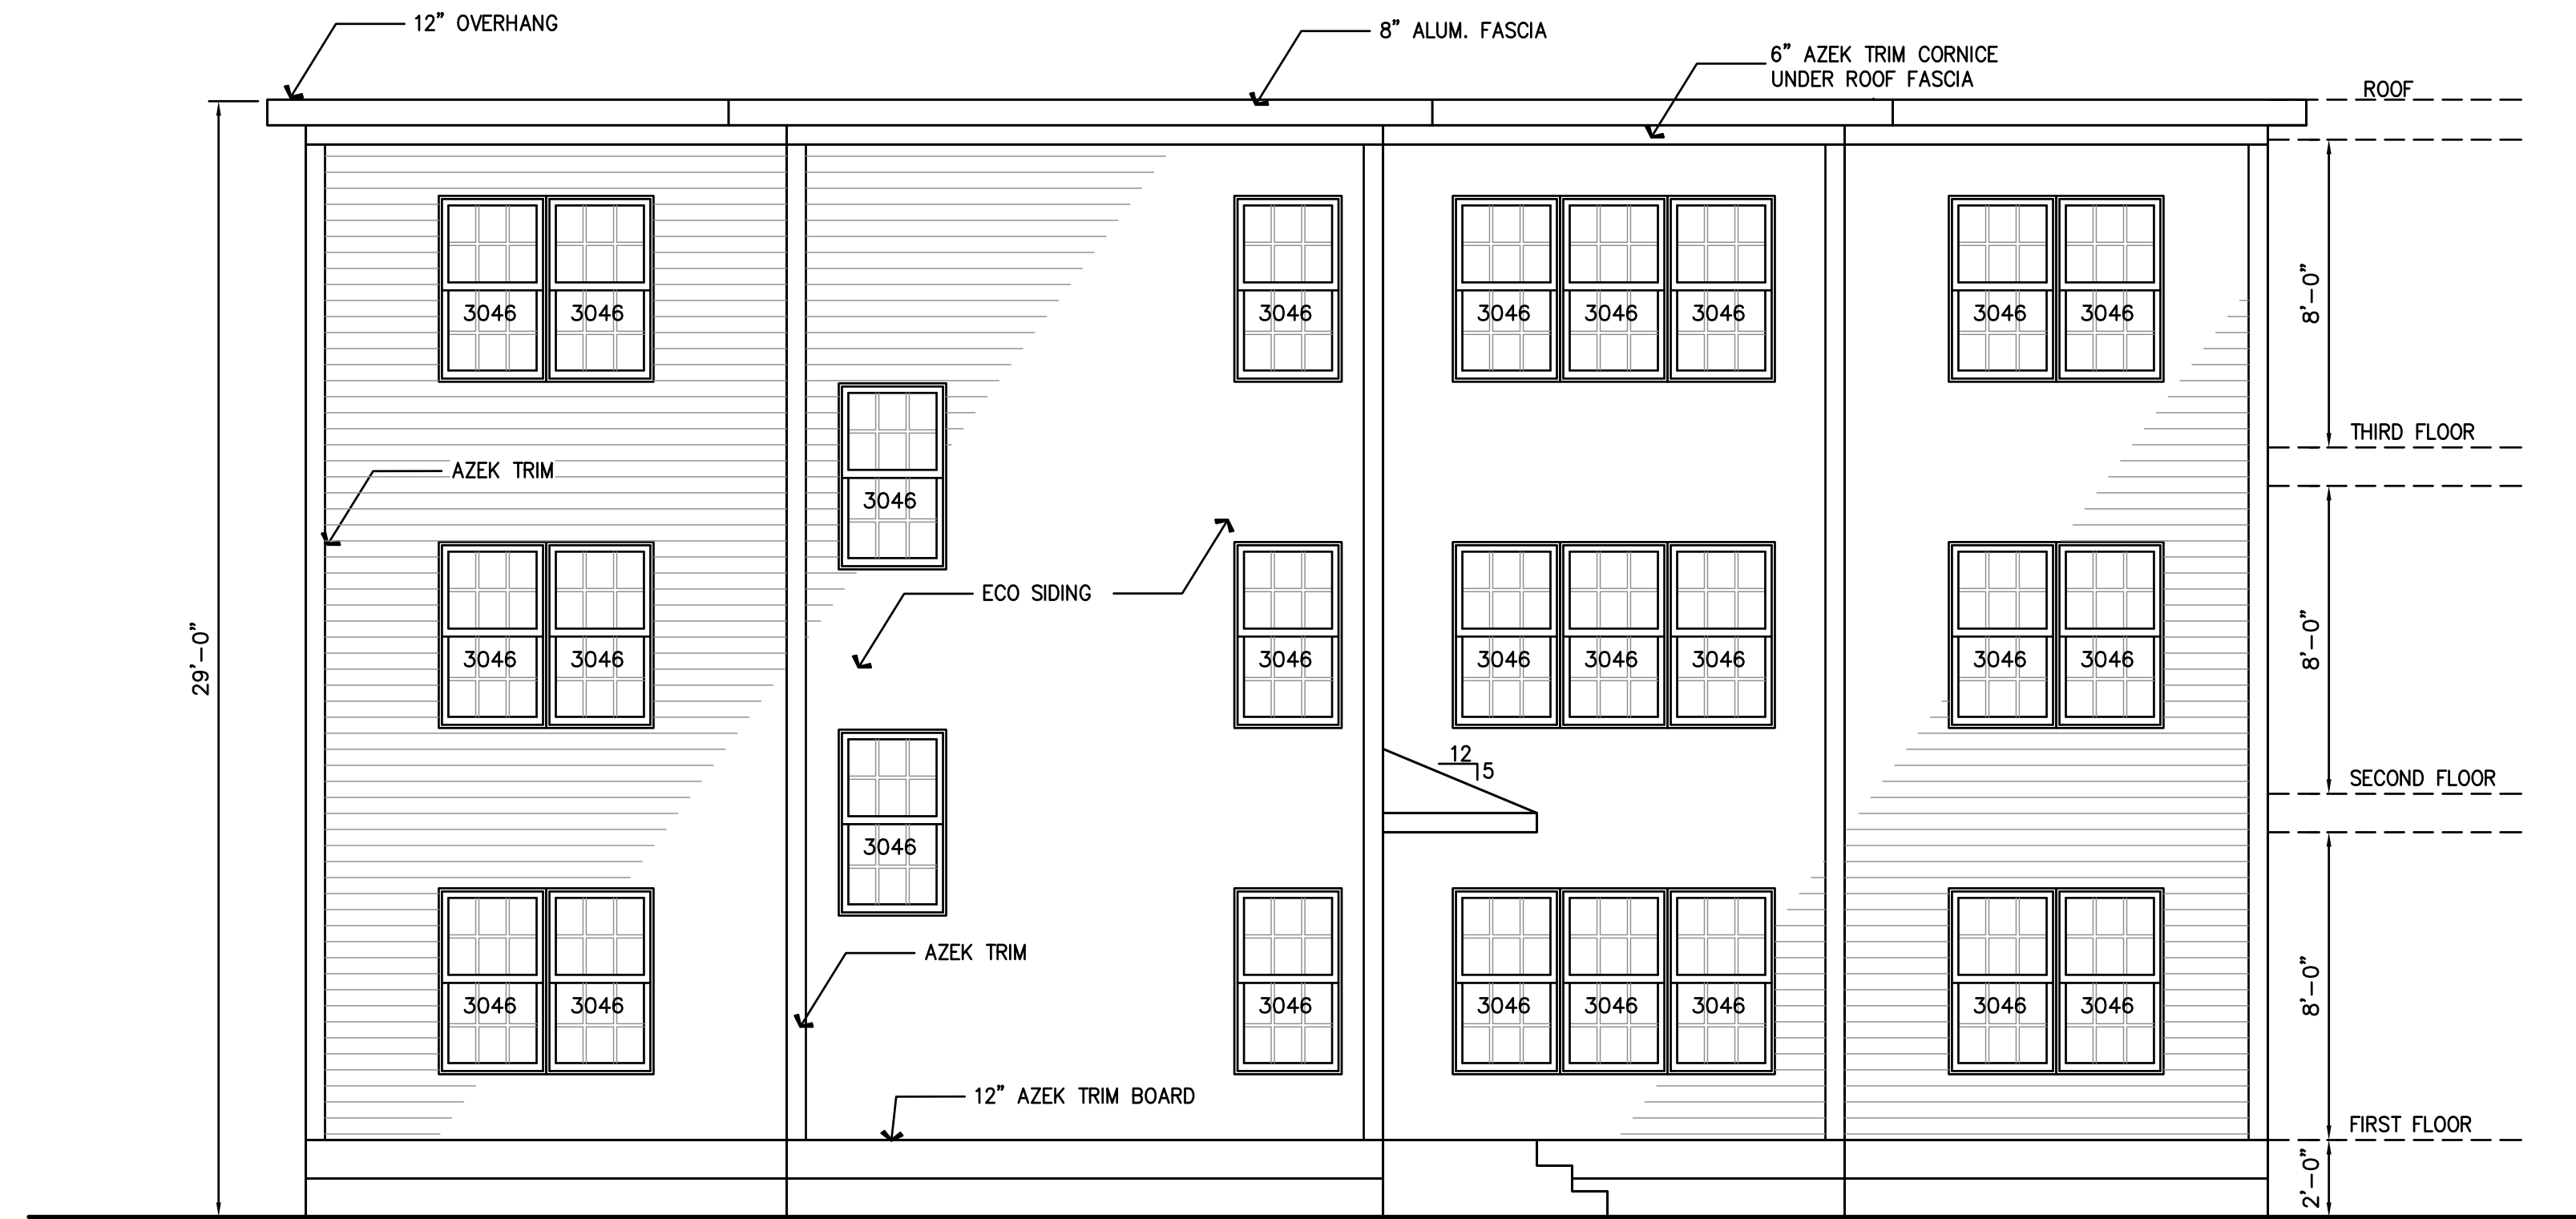 12" OVERHANG
8" ALUM. FASCIA
6" AZEK TRIM CORNICE
UNDER ROOF FASCIA
ROOF
3046 3046 3046 3046 3046 3046 3046 3046
8'-0"
THIRD FLOOR
AZEK TRIM
3046
ECO SIDING
29'-0"
3046 3046 3046 3046 3046 3046 3046 3046
8'-0"
12
5
SECOND FLOOR
3046
AZEK TRIM
3046 3046 3046 3046 3046 3046 3046 3046
8'-0"
12" AZEK TRIM BOARD
FIRST FLOOR
2'-0"